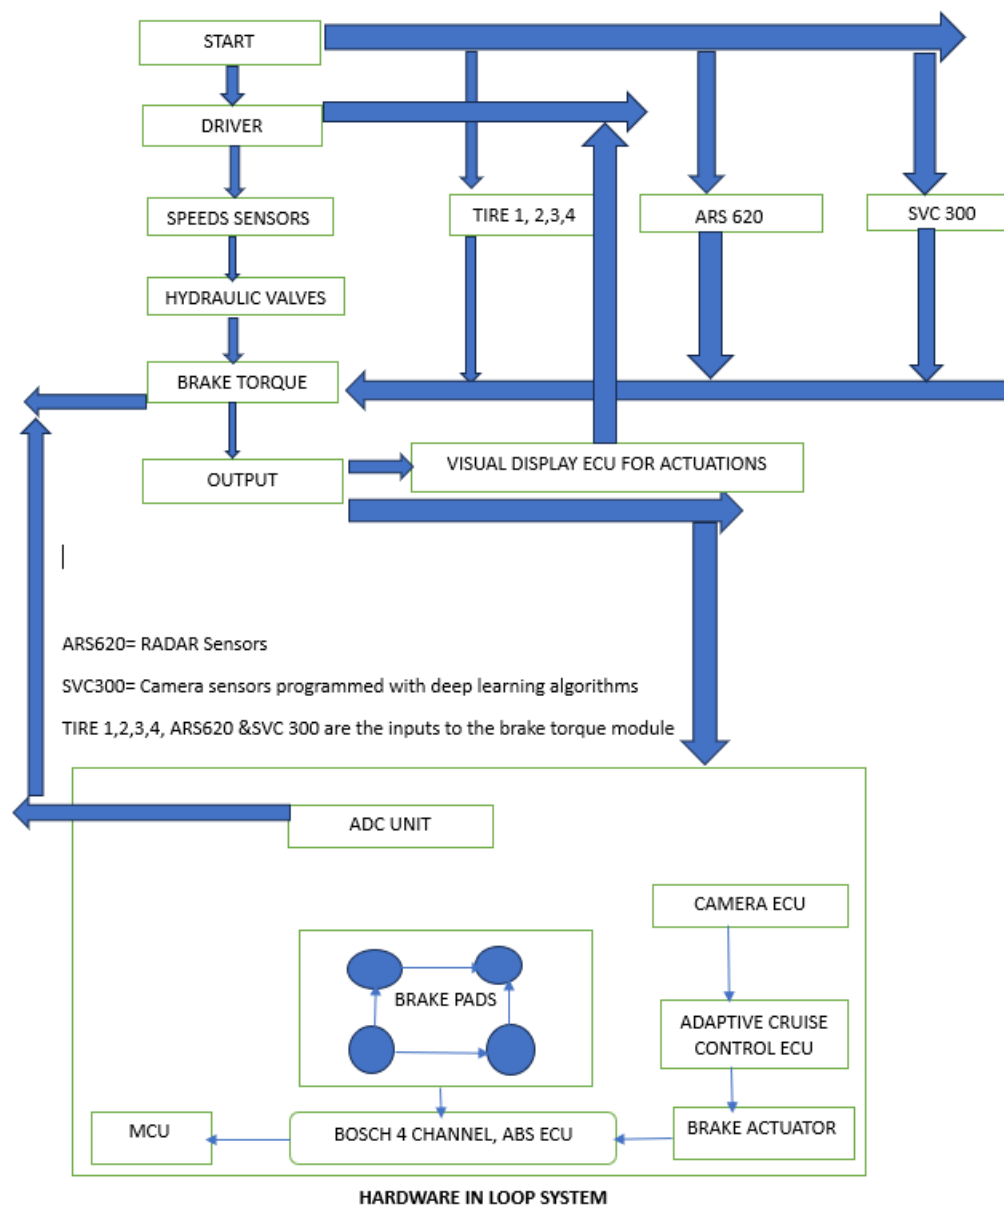 START
DRIVER
SPEEDS SENSORS
TIRE 1, 2,3,4
ARS 620
SVC 300
HYDRAULIC VALVES
BRAKE TORQUE
OUTPUT
VISUAL DISPLAY ECU FOR ACTUATIONS
ARS620= RADAR Sensors
SVC300= Camera sensors programmed with deep learning algorithms
TIRE 1,2,3,4, ARS620 &SVC 300 are the inputs to the brake torque module
ADC UNIT
CAMERA ECU
BRAKE PADS
ADAPTIVE CRUISE
CONTROL ECU
MCU
BOSCH 4 CHANNEL, ABS ECU
BRAKE ACTUATOR
HARDWARE IN LOOP SYSTEM